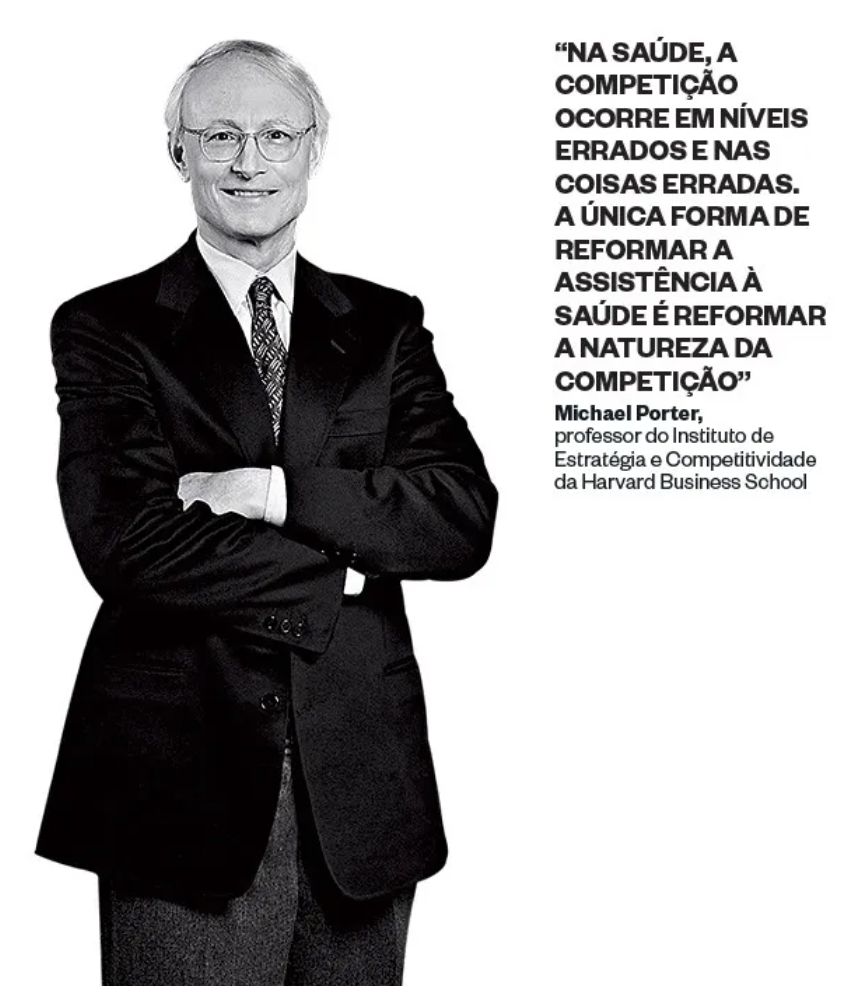 “NA SAÚDE, A
COMPETIÇÃO
OCORRE EM NÍVEIS
ERRADOS E NAS
COISAS ERRADAS.
A ÚNICA FORMA DE
REFORMAR A
ASSISTÊNCIA À
SAÚDE É REFORMAR
A NATUREZA DA
COMPETIÇÃO”
Michael Porter,
professor do Instituto de
Estratégia e Competitividade
da Harvard Business School